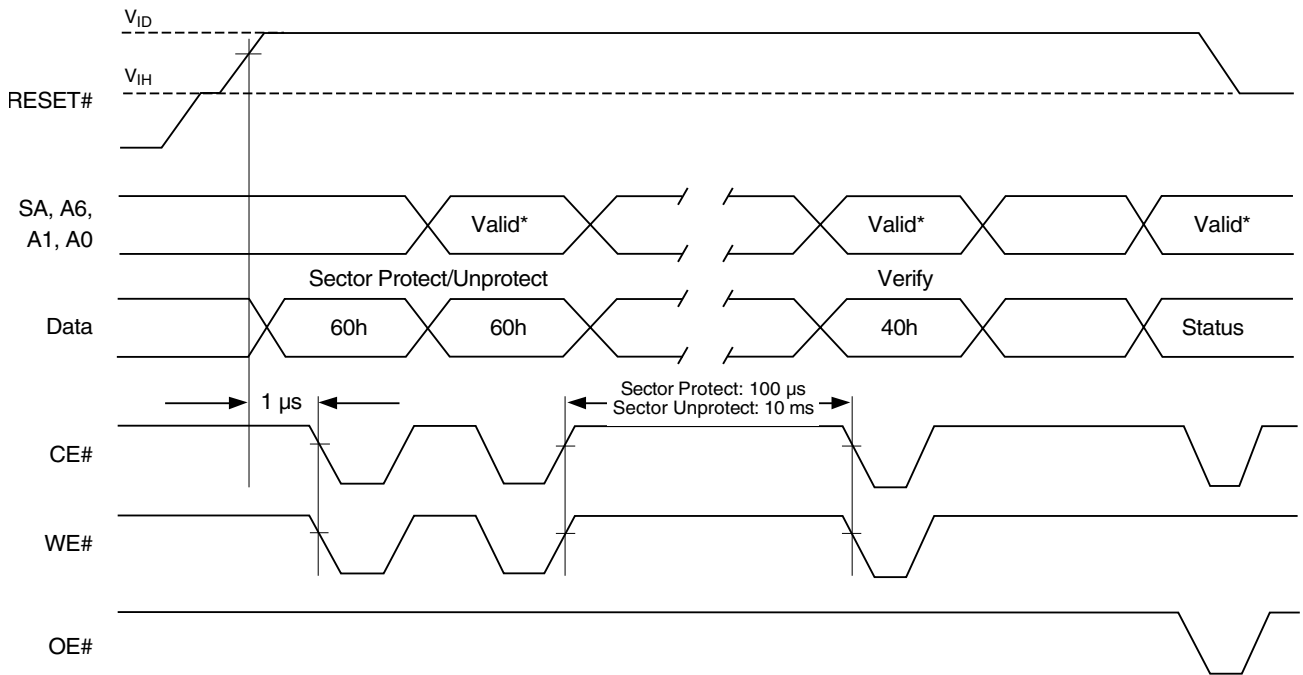 VID
VIH
RESET#
SA, A6,
A1, A0
Valid*
Valid*
Valid*
Sector Protect/Unprotect
Verify
Data
60h
60h
40h
Status
1 µs
Sector Protect: 100 µs
Sector Unprotect: 10 ms
CE#
WE#
OE#